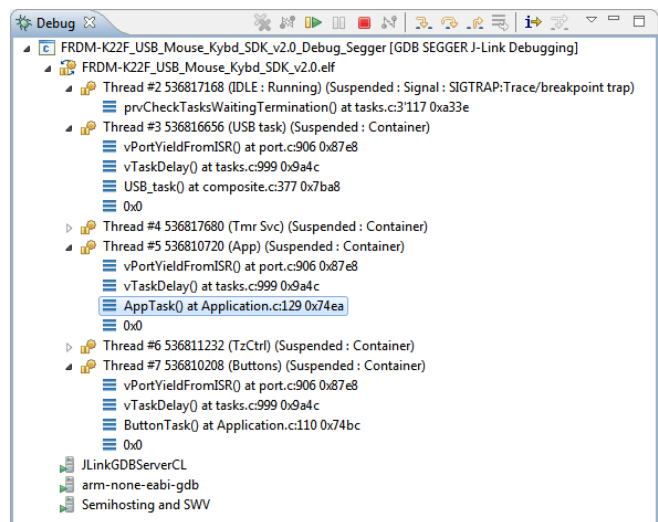 Debug
FRDM-K22F_USB_Mouse_Kybd_SDK_v2.0_Debug_Segger [GDB SEGGER J-Link Debugging]
FRDM-K22F_USB_Mouse_Kybd_SDK_v2.0.elf
Thread #2 536817168 (IDLE : Running) (Suspended : Signal : SIGTRAP:Trace/breakpoint trap)
prvCheckTasksWaitingTermination() at tasks.c:3'117 0xa33e
Thread #3 536816656 (USB task) (Suspended : Container)
vPortYieldFromISR() at port.c:906 0x87e8
vTaskDelay() at tasks.c:999 0x9a4c
USB_task() at composite.c:377 0x7ba8
0x0
Thread #4 536817680 (Tmr Svc) (Suspended : Container)
Thread #5 536810720 (App) (Suspended : Container)
vPortYieldFromISR() at port.c:906 0x87e8
vTaskDelay() at tasks.c:999 0x9a4c
AppTask() at Application.c:129 0x74ea
0x0
Thread #6 536811232 (TzCtrl) (Suspended : Container)
Thread #7 536810208 (Buttons) (Suspended : Container)
vPortYieldFromISR() at port.c:906 0x87e8
vTaskDelay() at tasks.c:999 0x9a4c
ButtonTask() at Application.c:110 0x74bc
0x0
JLinkGDBServerCL
arm-none-eabi-gdb
Semihosting and SWV